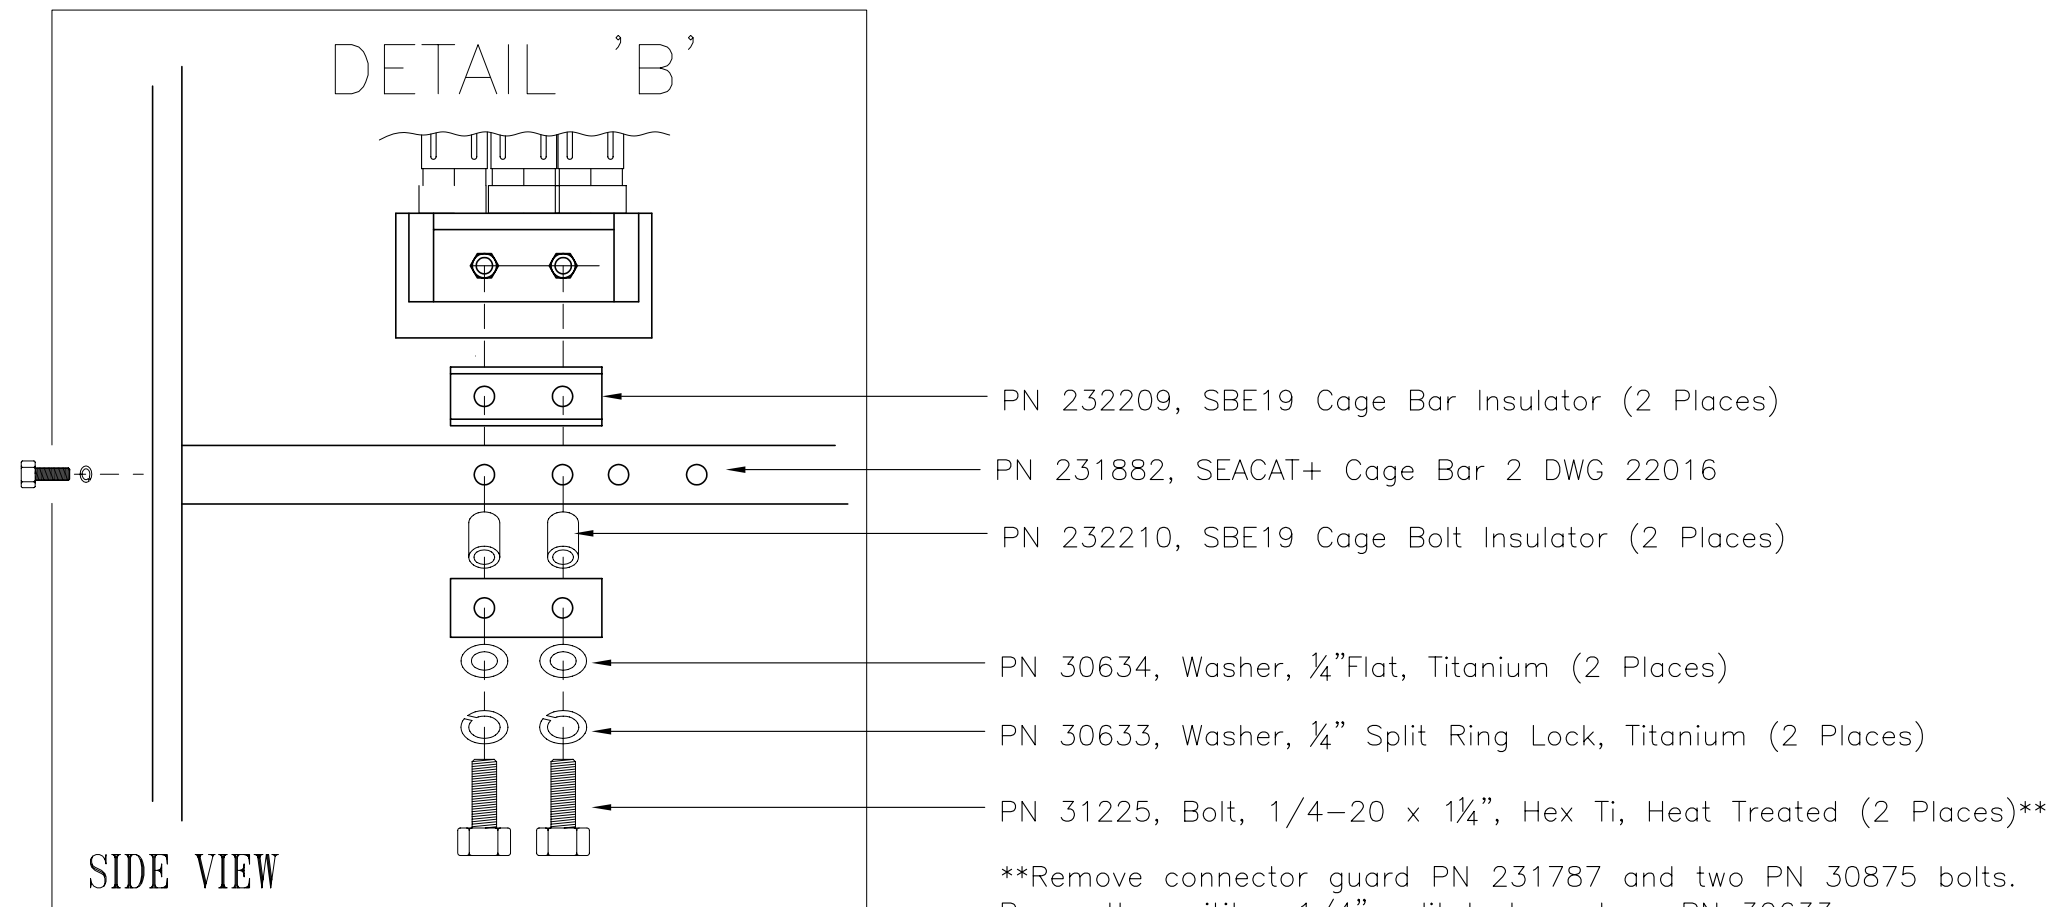 DETAIL 'B'
PN 232209, SBE19 Cage Bar Insulator (2 Places)
PN 231882, SEACAT+ Cage Bar 2 DWG 22016
PN 232210, SBE19 Cage Bolt Insulator (2 Places)
PN 30634, Washer, ¼"Flat, Titanium (2 Places)
PN 30633, Washer, ¼" Split Ring Lock, Titanium (2 Places)
PN 31225, Bolt, 1/4-20 x 1¼", Hex Ti, Heat Treated (2 Places)**
SIDE VIEW
**Remove connector guard PN 231787 and two PN 30875 bolts.